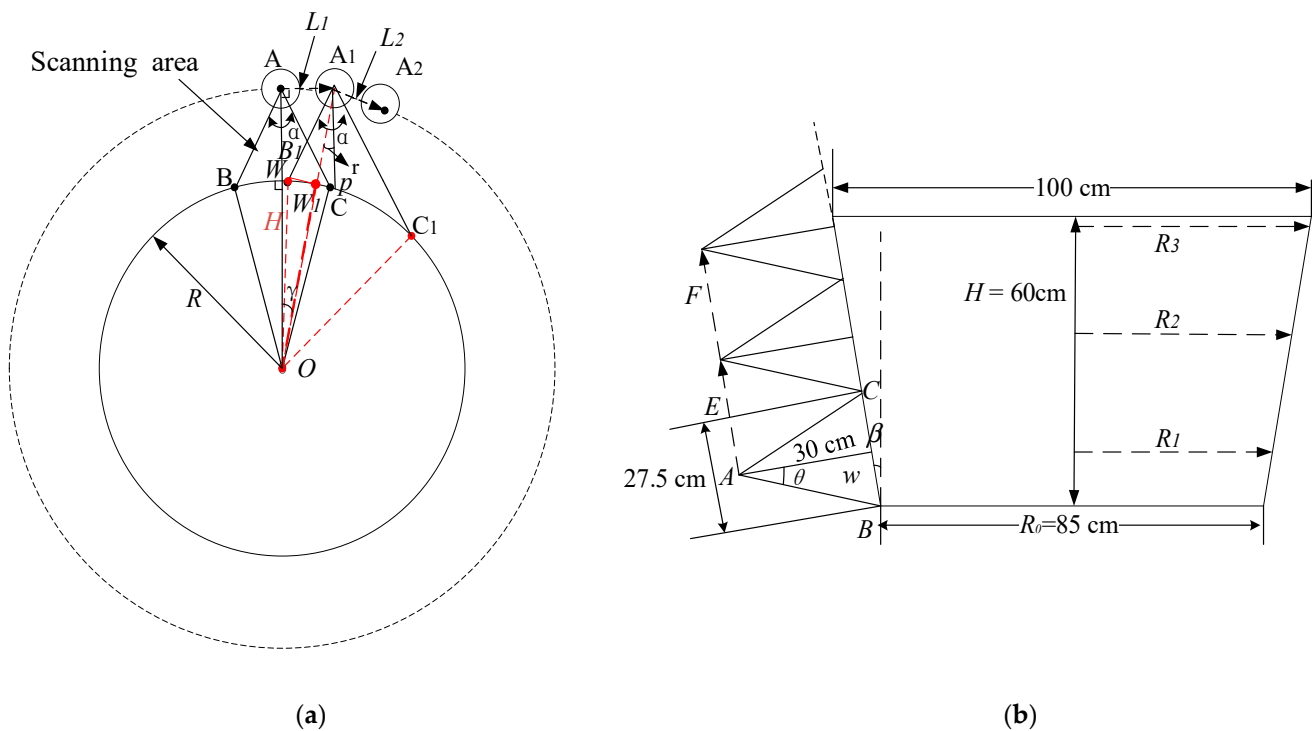 L1
L2
A
A1
A2
Scanning area
α
α
B1
r
B
W
p
W1
C
H
C1
R
γ
O
(a)
100 cm
R3
F
H = 60cm
R2
C
E
β
R1
30 cm
27.5 cm
A
θ
w
B
R0=85 cm
(b)